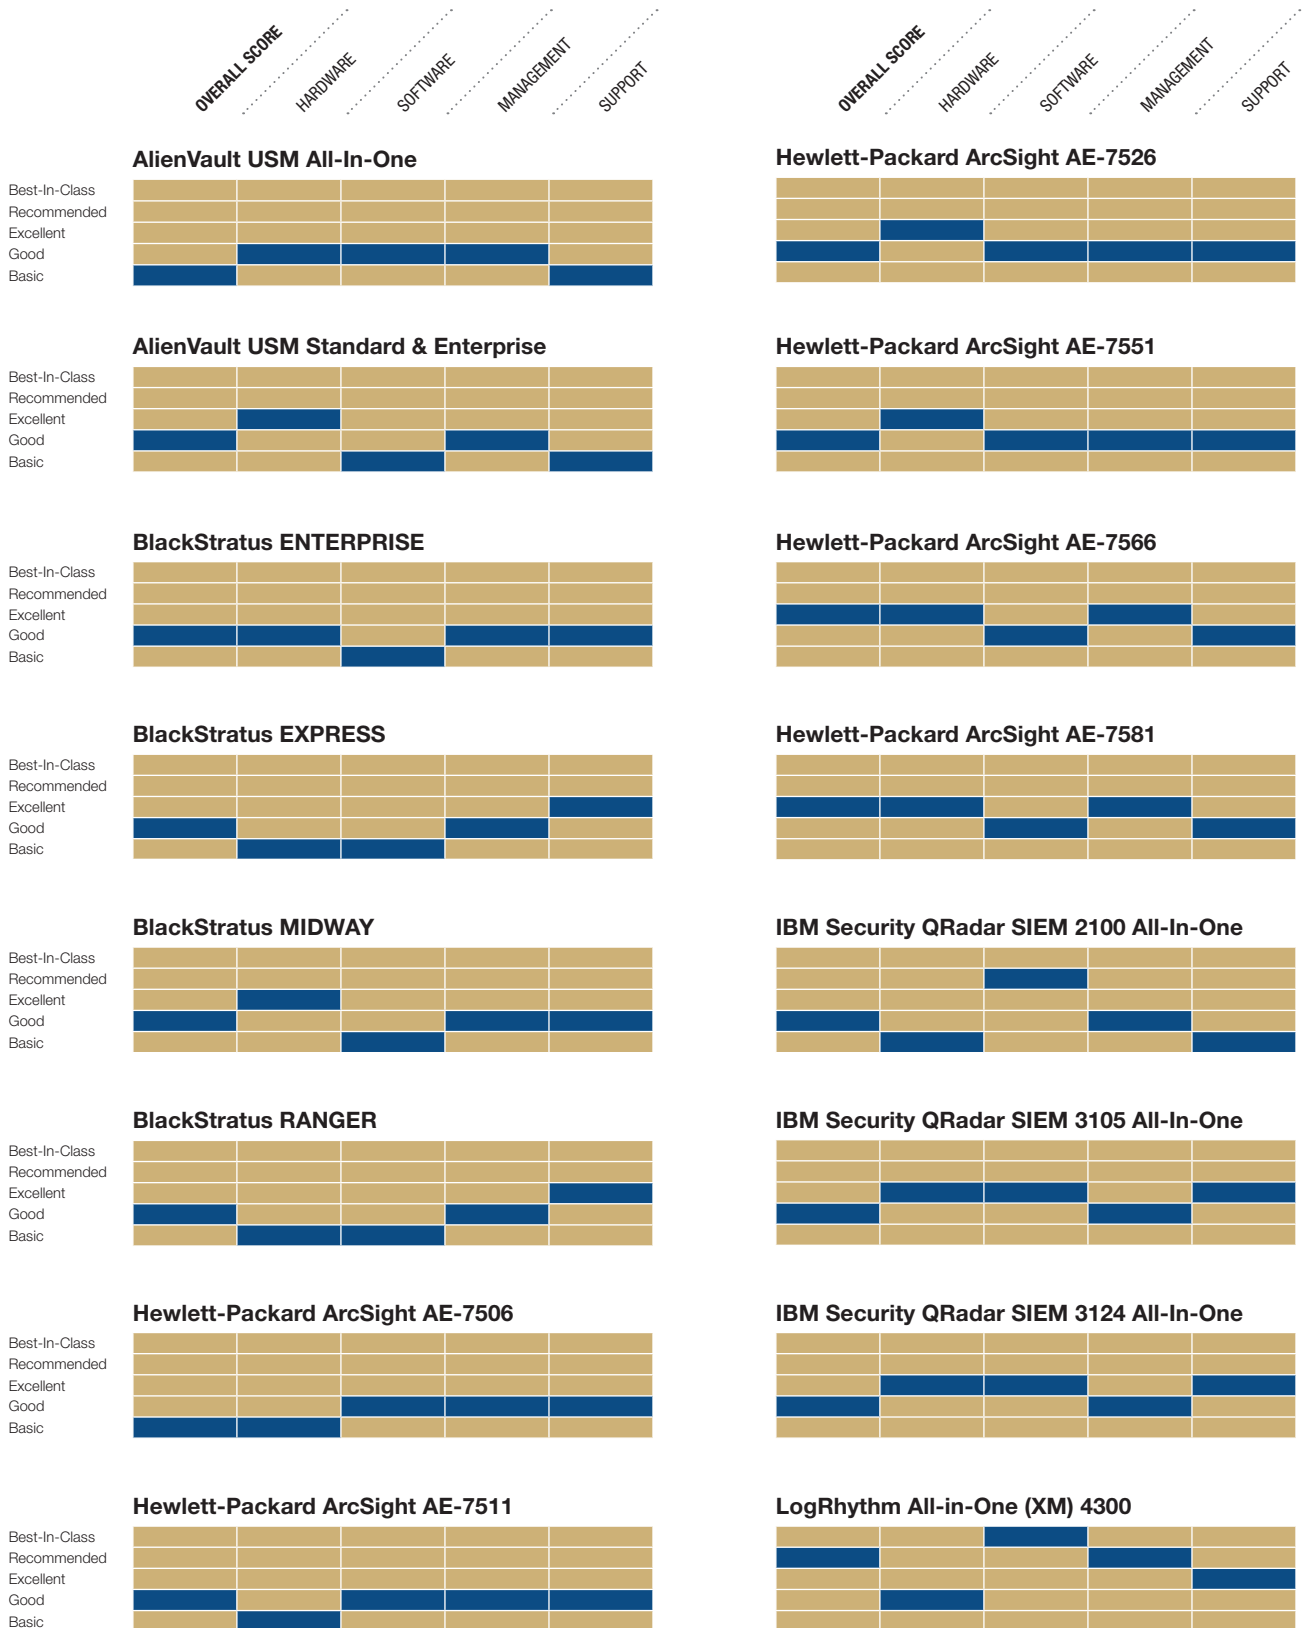 OVERALL SCORE
HARDWARE
SOFTWARE
MANAGEMENT
SUPPORT
AlienVault USM All-In-One
Best-In-Class
Recommended
Excellent
Good
Basic
AlienVault USM Standard & Enterprise
Best-In-Class
Recommended
Excellent
Good
Basic
BlackStratus ENTERPRISE
Best-In-Class
Recommended
Excellent
Good
Basic
BlackStratus EXPRESS
Best-In-Class
Recommended
Excellent
Good
Basic
BlackStratus MIDWAY
Best-In-Class
Recommended
Excellent
Good
Basic
BlackStratus RANGER
Best-In-Class
Recommended
Excellent
Good
Basic
Hewlett-Packard ArcSight AE-7506
Best-In-Class
Recommended
Excellent
Good
Basic
Hewlett-Packard ArcSight AE-7511
Best-In-Class
Recommended
Excellent
Good
Basic
OVERALL SCORE
HARDWARE
SOFTWARE
MANAGEMENT
SUPPORT
Hewlett-Packard ArcSight AE-7526
Hewlett-Packard ArcSight AE-7551
Hewlett-Packard ArcSight AE-7566
Hewlett-Packard ArcSight AE-7581
IBM Security QRadar SIEM 2100 All-In-One
IBM Security QRadar SIEM 3105 All-In-One
IBM Security QRadar SIEM 3124 All-In-One
LogRhythm All-in-One (XM) 4300